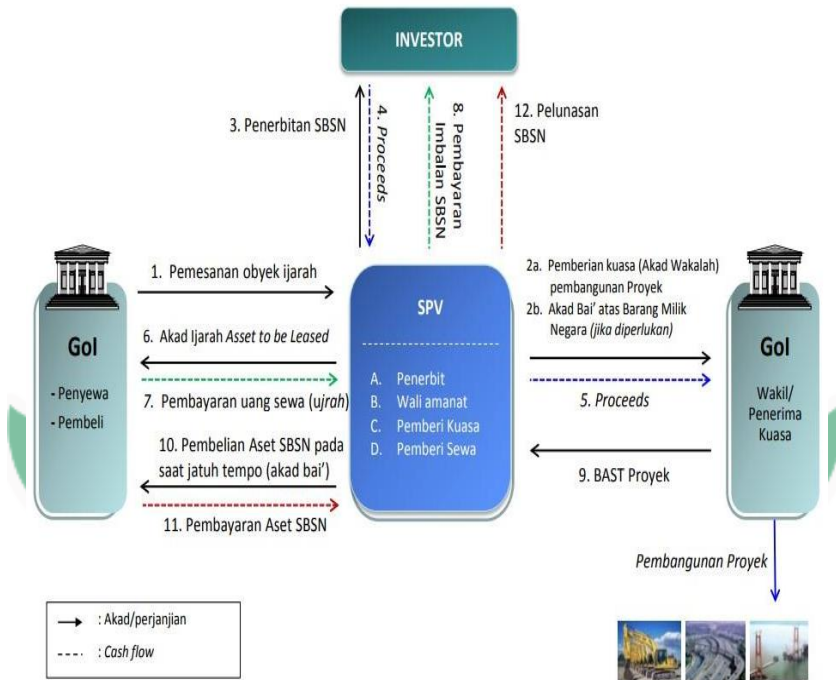 INVESTOR
3. Penerbitan SBSN
4. Proceeds
8. Pembayaran
Imbalan SBSN
12. Pelunasan
SBSN
GoI
- Penyewa
- Pembeli
1. Pemesanan obyek ijarah
6. Akad Ijarah Asset to be Leased
7. Pembayaran uang sewa (ujrah)
10. Pembelian Aset SBSN pada
saat jatuh tempo (akad bai’)
11. Pembayaran Aset SBSN
SPV
A. Penerbit
B. Wali amanat
C. Pemberi Kuasa
D. Pemberi Sewa
2a. Pemberian kuasa (Akad Wakalah)
pembangunan Proyek
2b. Akad Bai’ atas Barang Milik
Negara (jika diperlukan)
5. Proceeds
9. BAST Proyek
GoI
Wakil/
Penerima
Kuasa
Pembangunan Proyek
: Akad/perjanjian
: Cash flow